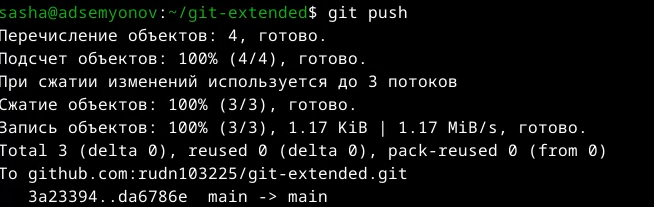 sasha@adsemyonov:~/git-extended$ git push
Перечисление объектов: 4, готово.
Подсчет объектов: 100% (4/4), готово.
При сжатии изменений используется до 3 потоков
Сжатие объектов: 100% (3/3), готово.
Запись объектов: 100% (3/3), 1.17 KiB | 1.17 MiB/s, готово.
Total 3 (delta 0), reused 0 (delta 0), pack-reused 0 (from 0)
To github.com:rudn103225/git-extended.git
   3a23394..da6786e  main -> main